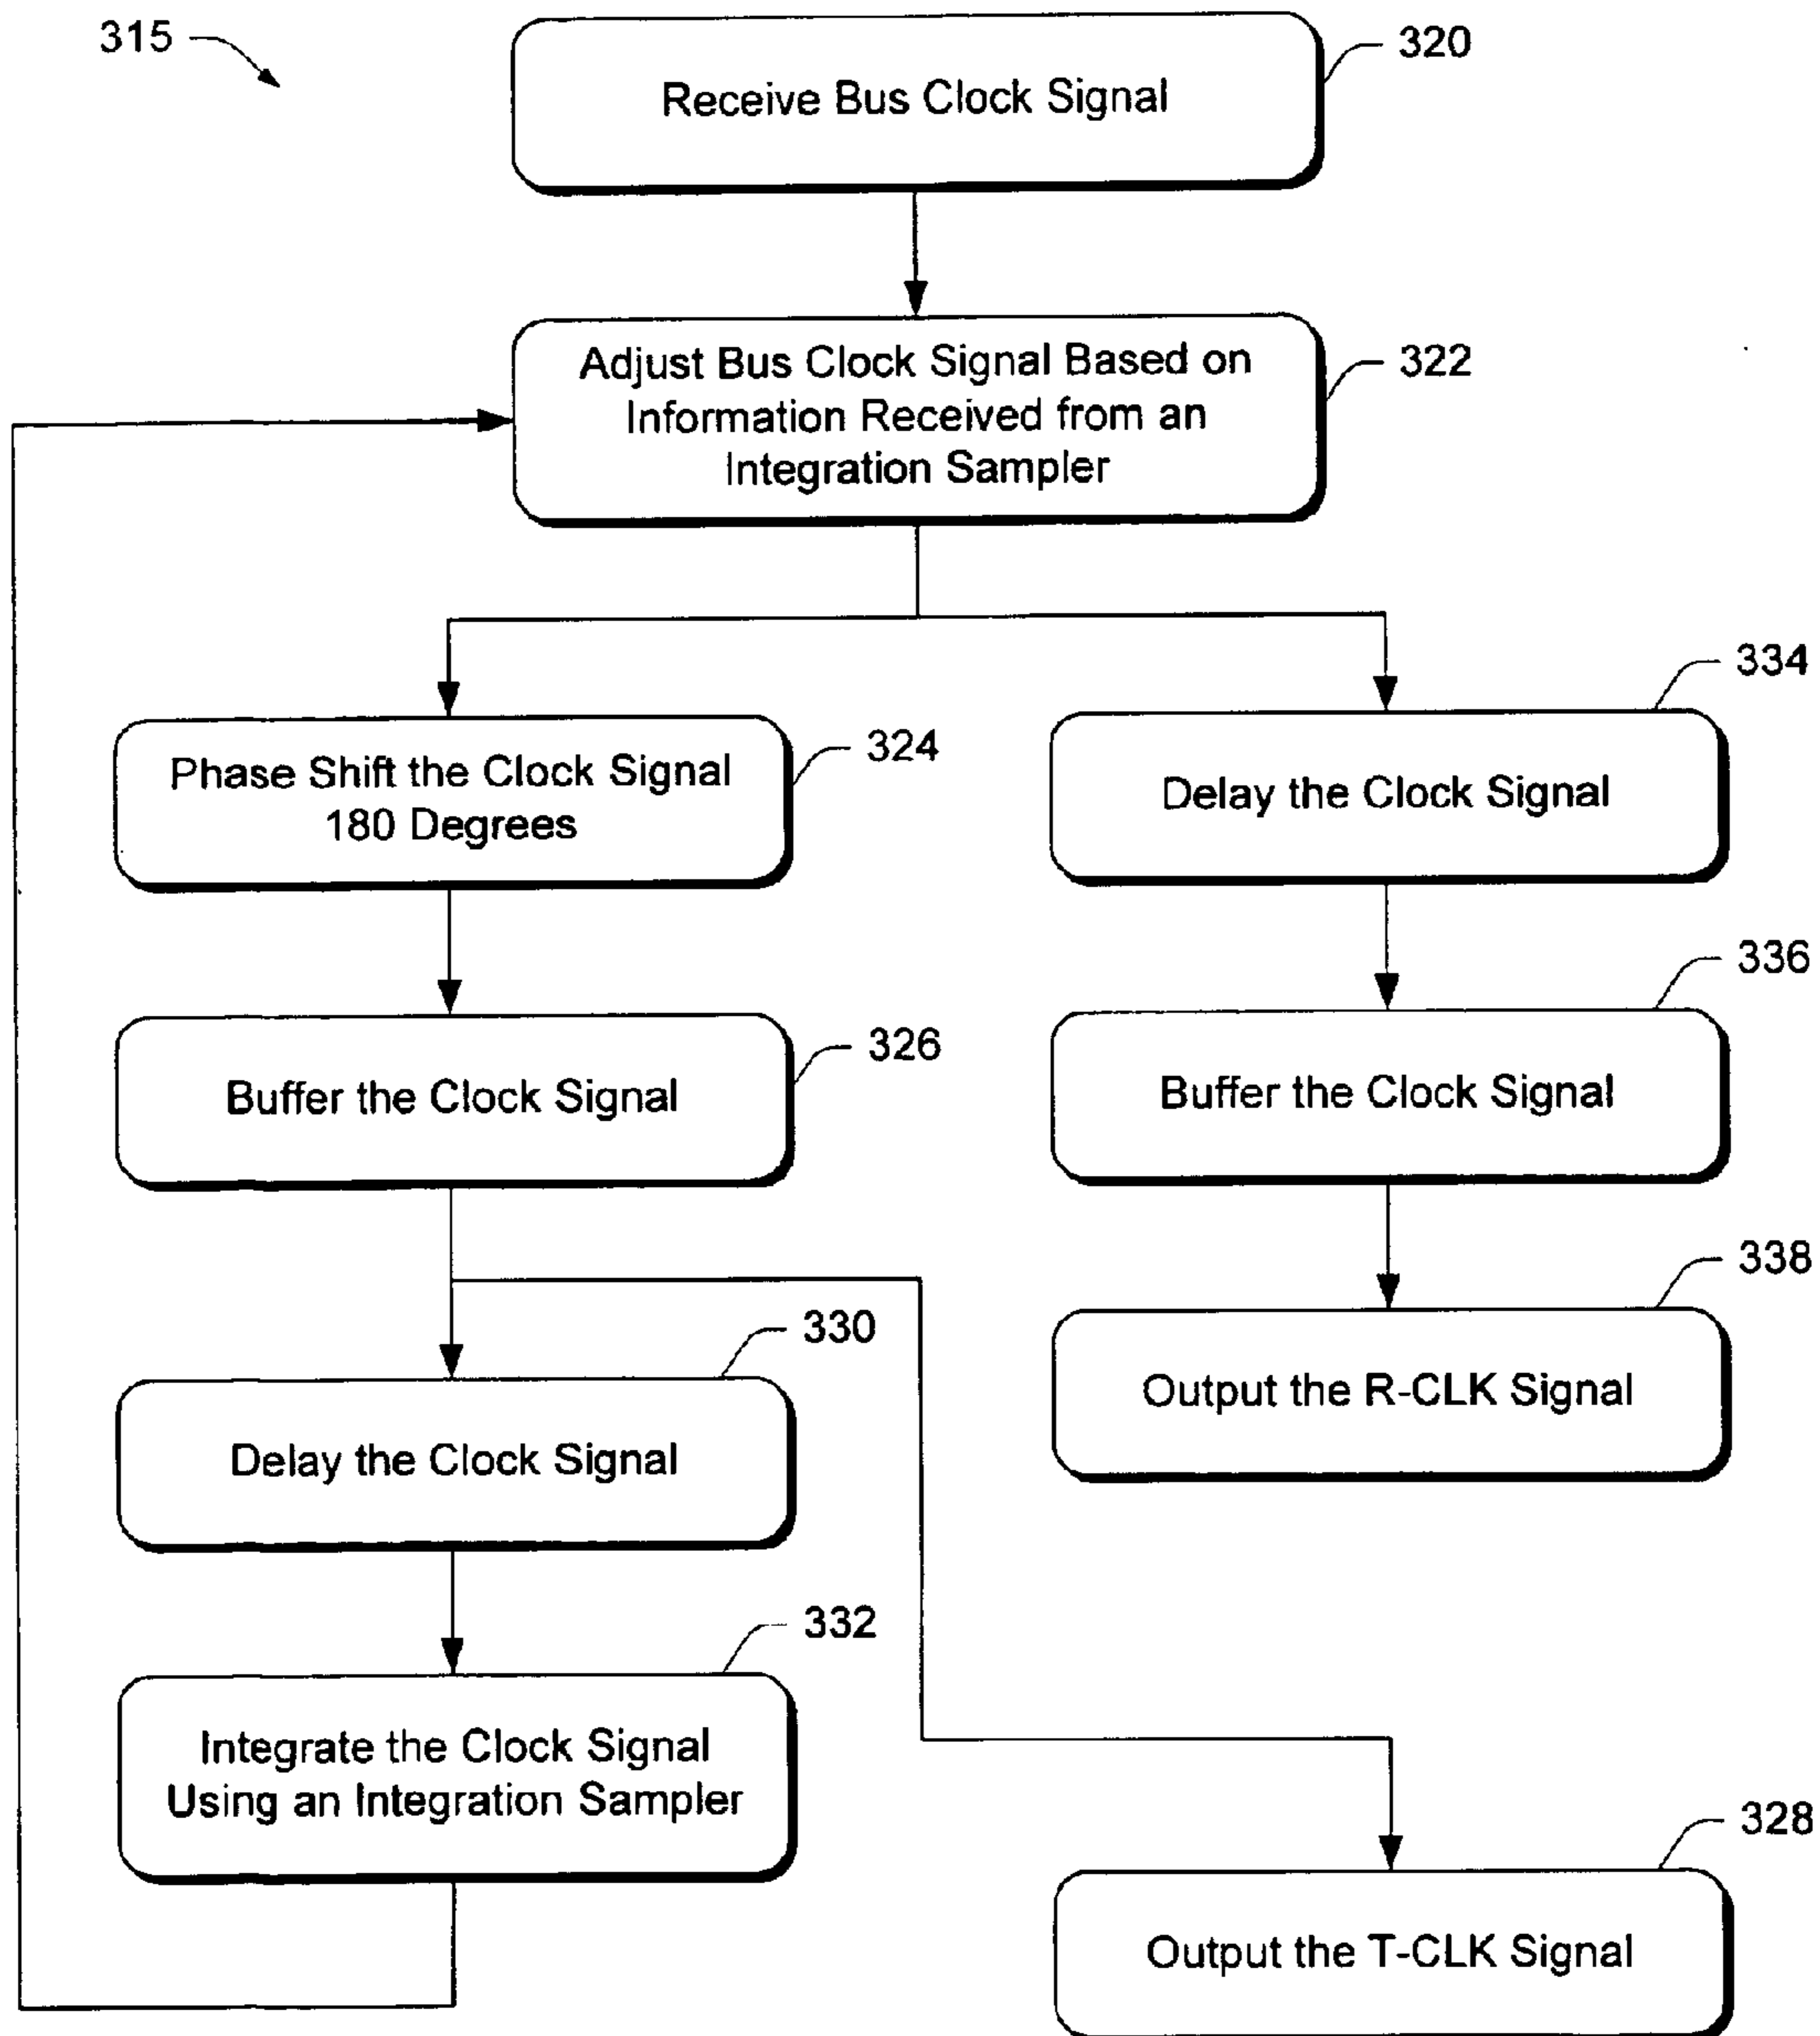 315
320
Receive Bus Clock Signal
322
Adjust Bus Clock Signal Based on
Information Received from an
Integration Sampler
324
Phase Shift the Clock Signal
180 Degrees
334
Delay the Clock Signal
326
Buffer the Clock Signal
336
Buffer the Clock Signal
338
Output the R-CLK Signal
330
Delay the Clock Signal
332
Integrate the Clock Signal
Using an Integration Sampler
328
Output the T-CLK Signal